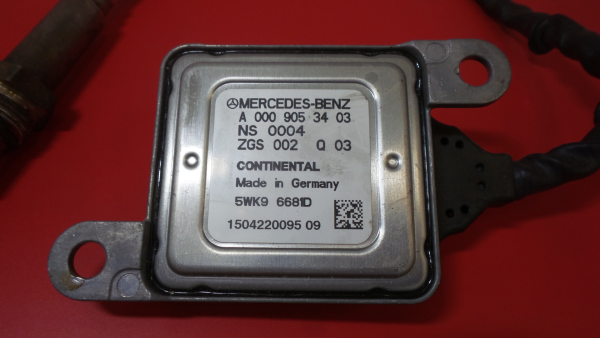 MERCEDES-BENZ
A 000 905 34 03
NS 0004
ZGS 002 Q 03
CONTINENTAL
Made in Germany
5WK9 6681D
1504220095 09